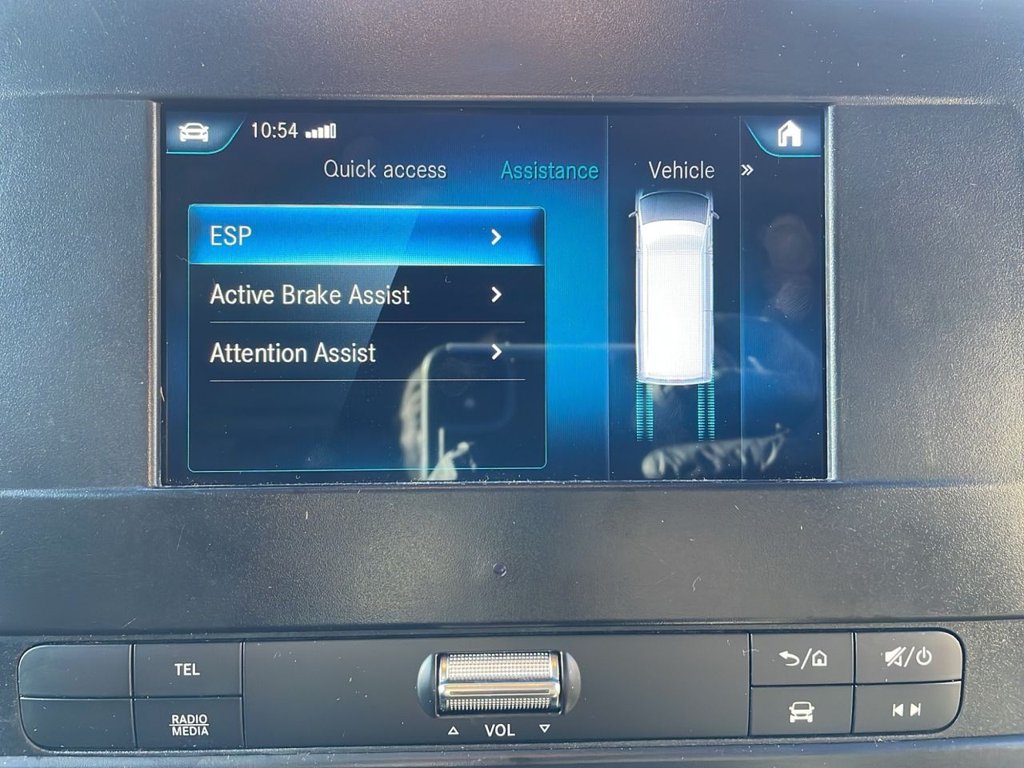 10:54
Quick access Assistance Vehicle »
ESP
Active Brake Assist
Attention Assist
TEL
RADIO
MEDIA
VOL